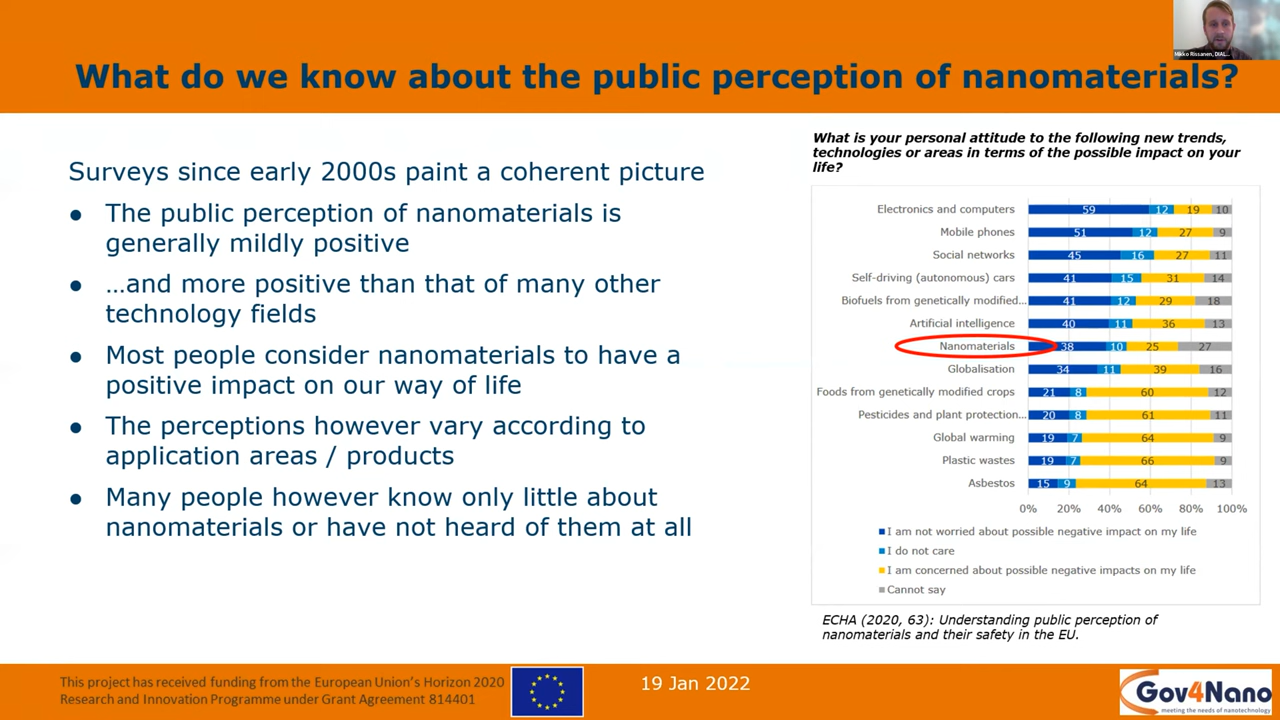 Mikko Rissanen, DIAL...
What do we know about the public perception of nanomaterials?
Surveys since early 2000s paint a coherent picture
● The public perception of nanomaterials is
generally mildly positive
● …and more positive than that of many other
technology fields
● Most people consider nanomaterials to have a
positive impact on our way of life
● The perceptions however vary according to
application areas / products
● Many people however know only little about
nanomaterials or have not heard of them at all
What is your personal attitude to the following new trends,
technologies or areas in terms of the possible impact on your
life?
Electronics and computers 59 12 19 10
Mobile phones 51 12 27 9
Social networks 45 16 27 11
Self-driving (autonomous) cars 41 15 31 14
Biofuels from genetically modified... 41 12 29 18
Artificial intelligence 40 11 36 13
Nanomaterials 38 10 25 27
Globalisation 34 11 39 16
Foods from genetically modified crops 21 8 60 12
Pesticides and plant protection... 20 8 61 11
Global warming 19 7 64 9
Plastic wastes 19 7 66 9
Asbestos 15 9 64 13
0% 20% 40% 60% 80% 100%
I am not worried about possible negative impact on my life
I do not care
I am concerned about possible negative impacts on my life
Cannot say
ECHA (2020, 63): Understanding public perception of
nanomaterials and their safety in the EU.
This project has received funding from the European Union's Horizon 2020
Research and Innovation Programme under Grant Agreement 814401
19 Jan 2022
Gov4Nano
meeting the needs of nanotechnology